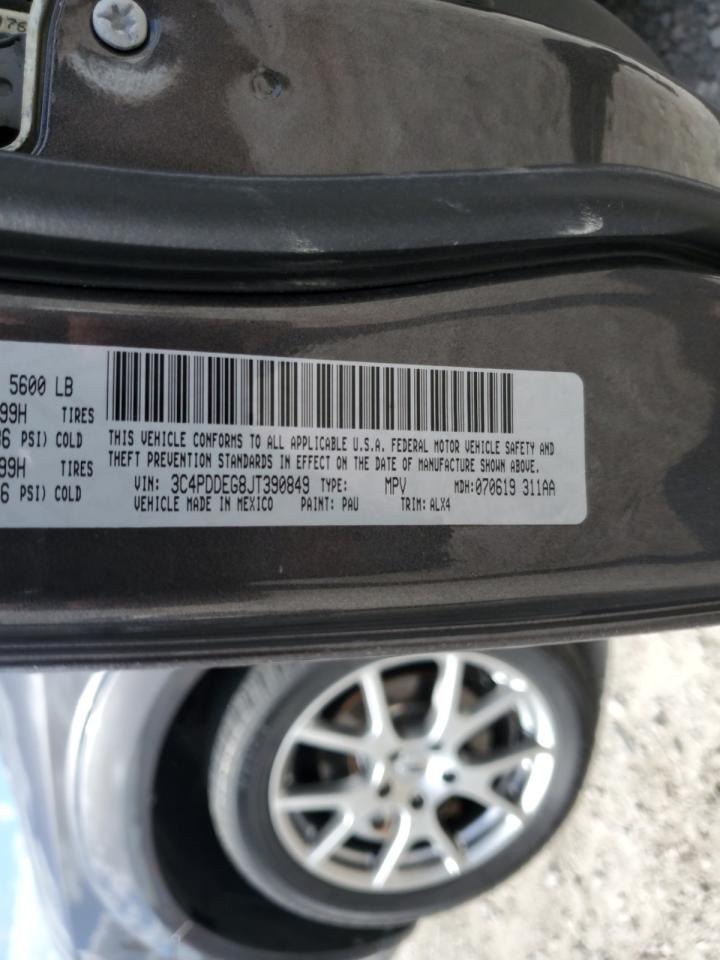 5600 LB
99H TIRES
36 PSI) COLD
99H TIRES
6 PSI) COLD
THIS VEHICLE CONFORMS TO ALL APPLICABLE U.S.A. FEDERAL MOTOR VEHICLE SAFETY AND
THEFT PREVENTION STANDARDS IN EFFECT ON THE DATE OF MANUFACTURE SHOWN ABOVE.
VIN: 3C4PDDEG8JT390849 TYPE: MPV MDH:070619 311AA
VEHICLE MADE IN MEXICO PAINT: PAU TRIM: ALX4